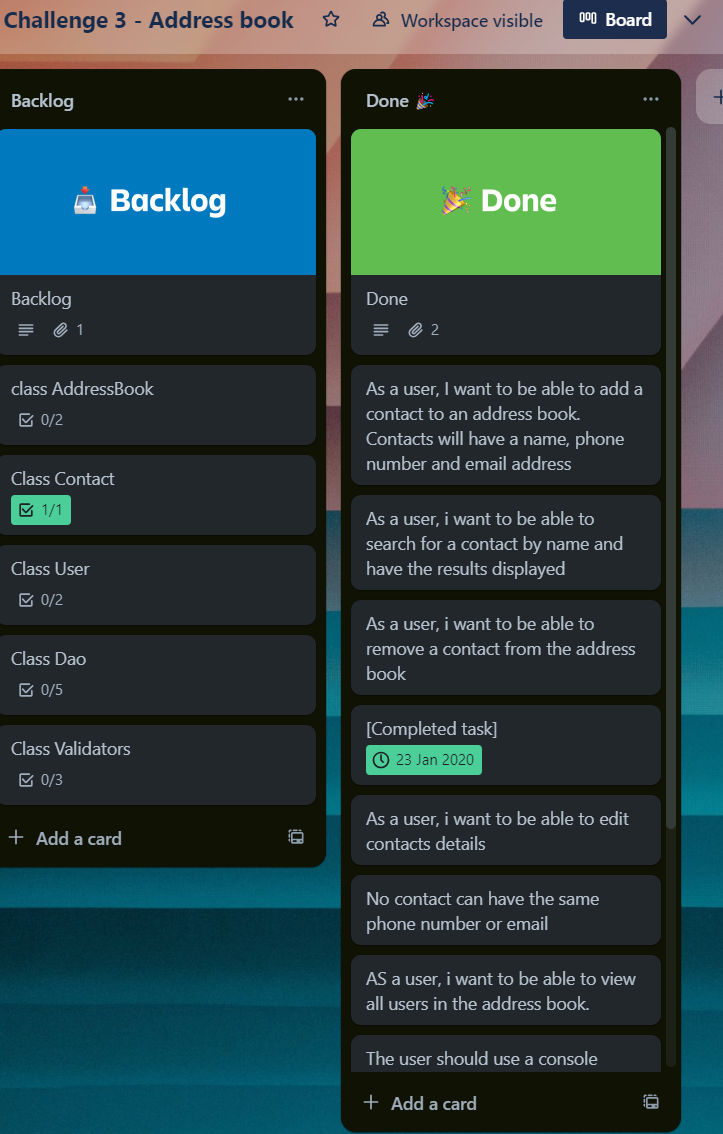 Challenge 3 - Address book
Workspace visible
Board
Backlog
Backlog
Backlog
1
class AddressBook
0/2
Class Contact
1/1
Class User
0/2
Class Dao
0/5
Class Validators
0/3
Add a card
Done
Done
Done
2
As a user, I want to be able to add a
contact to an address book.
Contacts will have a name, phone
number and email address
As a user, i want to be able to
search for a contact by name and
have the results displayed
As a user, i want to be able to
remove a contact from the address
book
[Completed task]
23 Jan 2020
As a user, i want to be able to edit
contacts details
No contact can have the same
phone number or email
AS a user, i want to be able to view
all users in the address book.
The user should use a console
Add a card